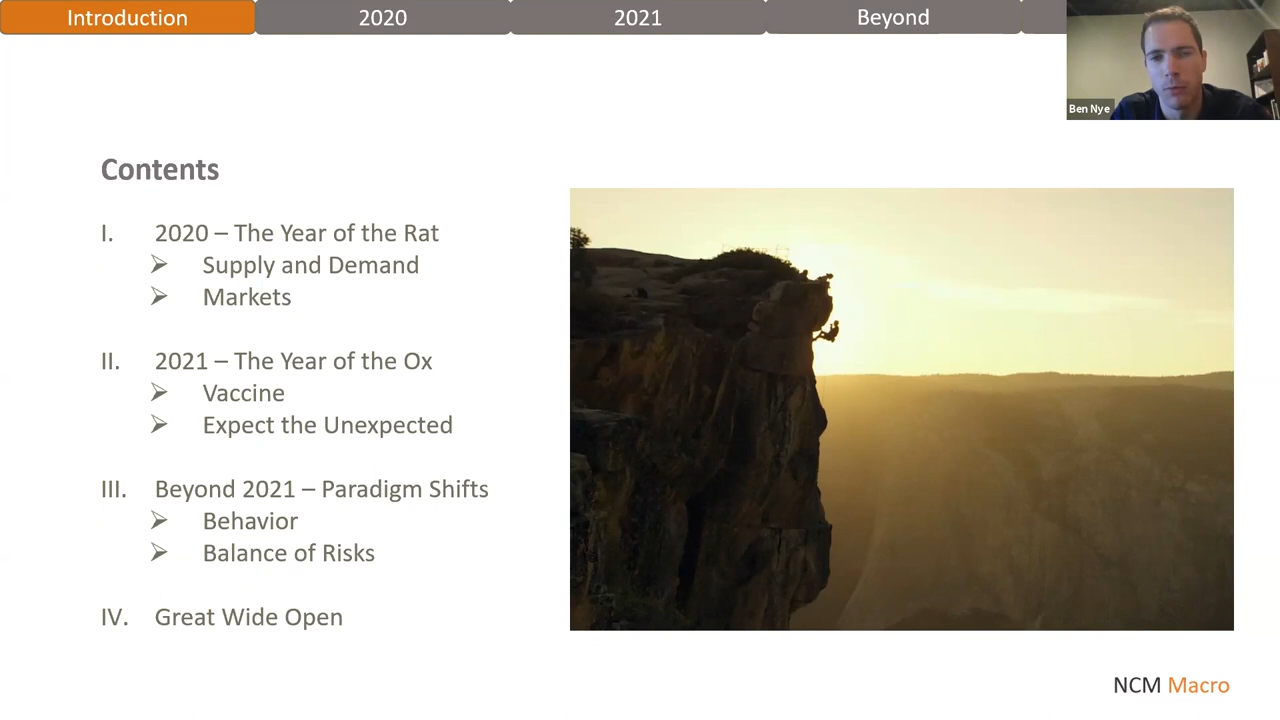 Introduction
2020
2021
Beyond
Ben Nye
Contents
I. 2020 – The Year of the Rat
➢ Supply and Demand
➢ Markets
II. 2021 – The Year of the Ox
➢ Vaccine
➢ Expect the Unexpected
III. Beyond 2021 – Paradigm Shifts
➢ Behavior
➢ Balance of Risks
IV. Great Wide Open
NCM Macro